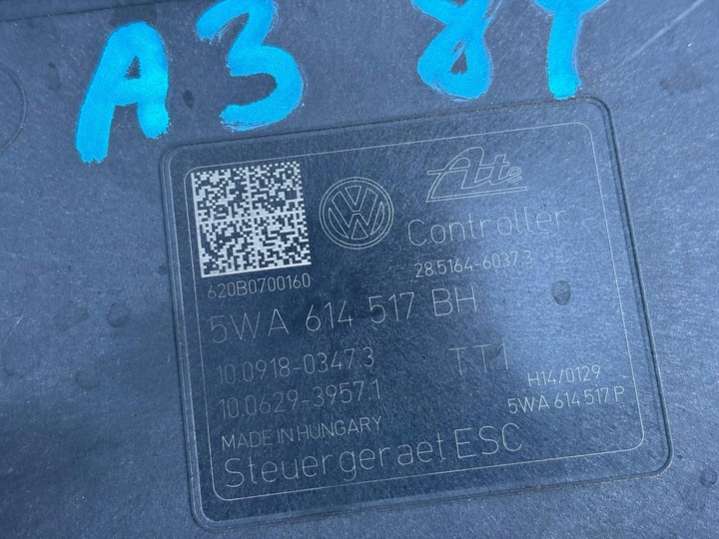 A3 8Y
Ate
Controller
28.5164-6037.3
620B0700160
5WA 614 517 BH
10.0918-0347.3
TT1
10.0629-3957.1
H14/0129
5WA 614 517 P
MADE IN HUNGARY
Steuergeraet ESC